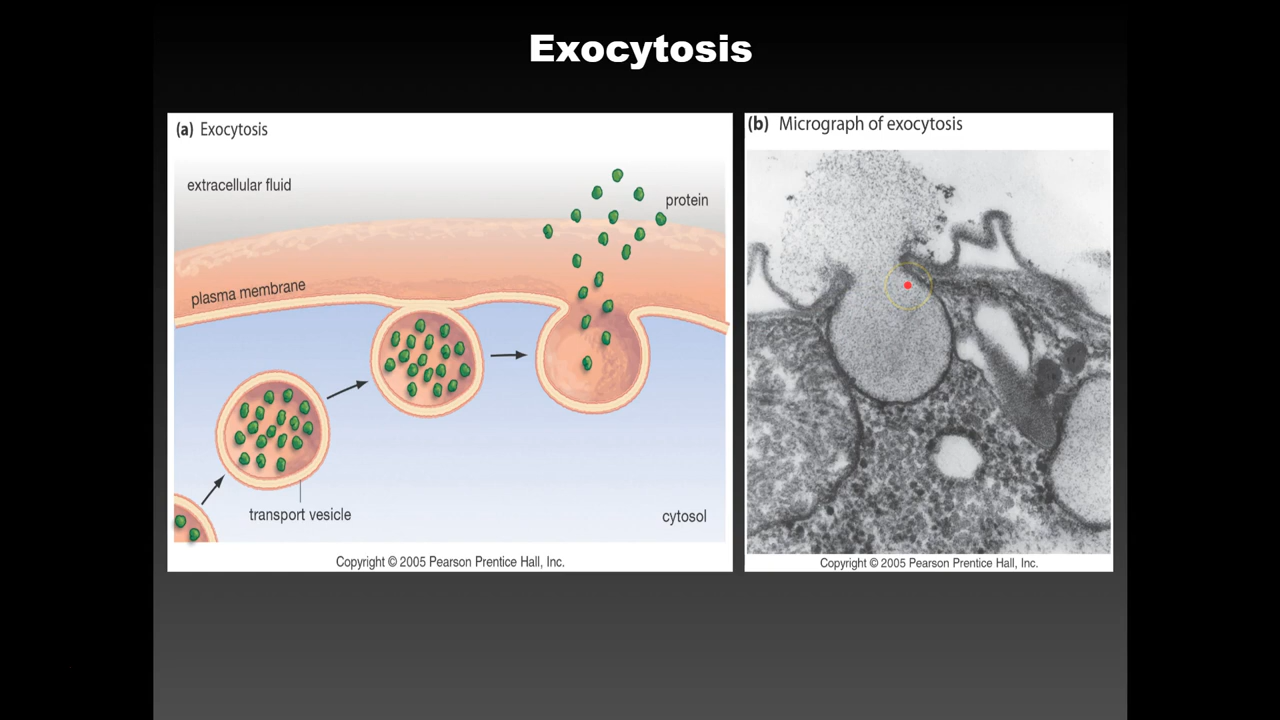 Exocytosis
(a) Exocytosis
extracellular fluid
protein
plasma membrane
transport vesicle
cytosol
Copyright © 2005 Pearson Prentice Hall, Inc.
(b) Micrograph of exocytosis
Copyright © 2005 Pearson Prentice Hall, Inc.